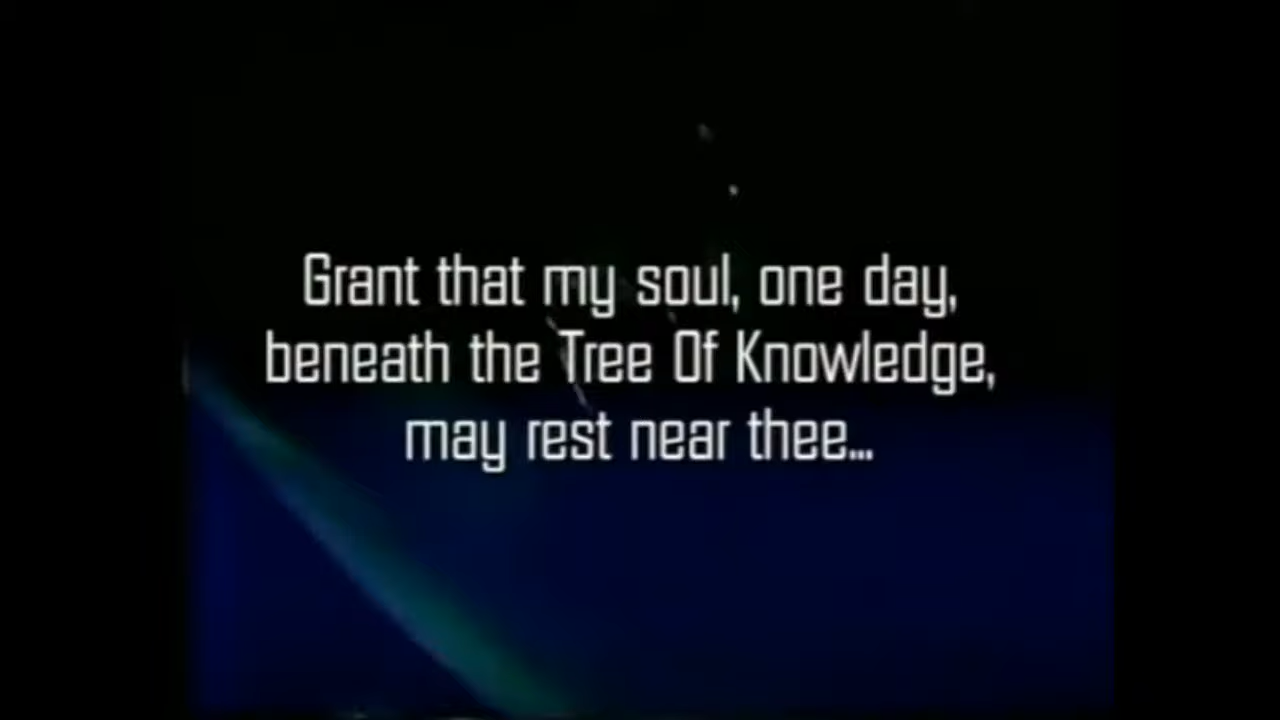 Grant that my soul, one day,
beneath the Tree Of Knowledge,
may rest near thee...